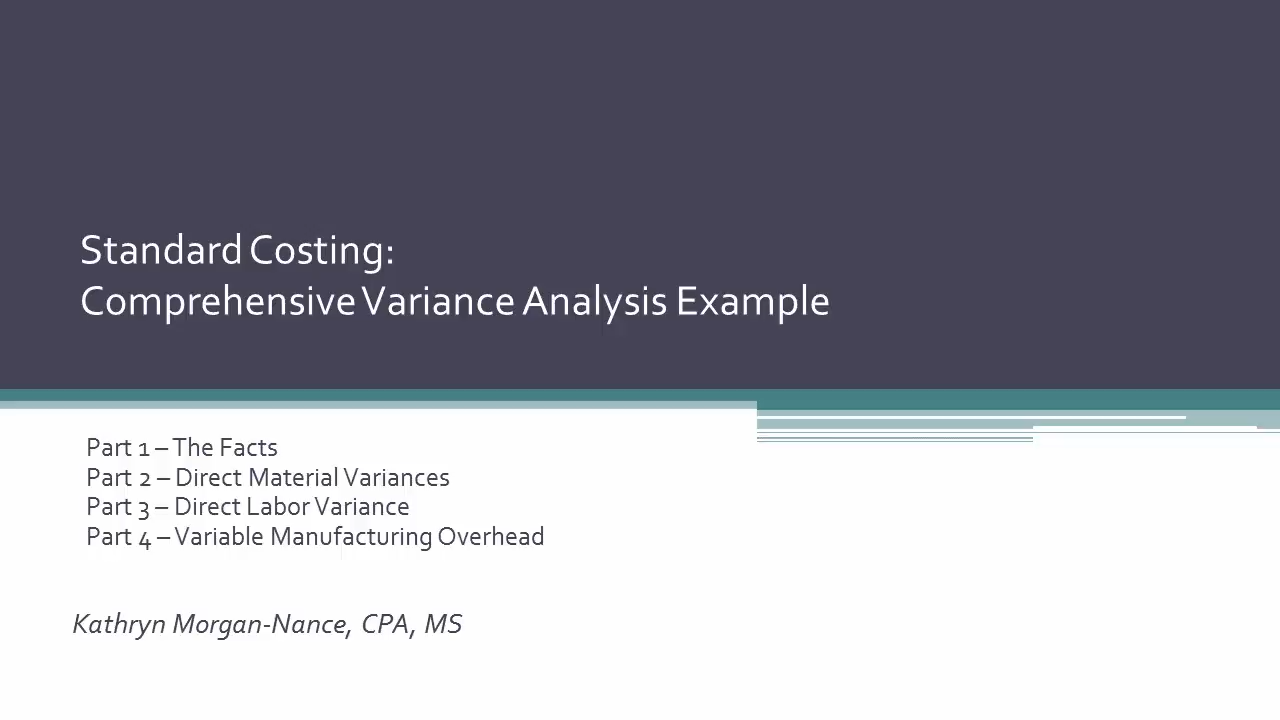 Standard Costing:
Comprehensive Variance Analysis Example
Part 1 – The Facts
Part 2 – Direct Material Variances
Part 3 – Direct Labor Variance
Part 4 – Variable Manufacturing Overhead
Kathryn Morgan-Nance, CPA, MS